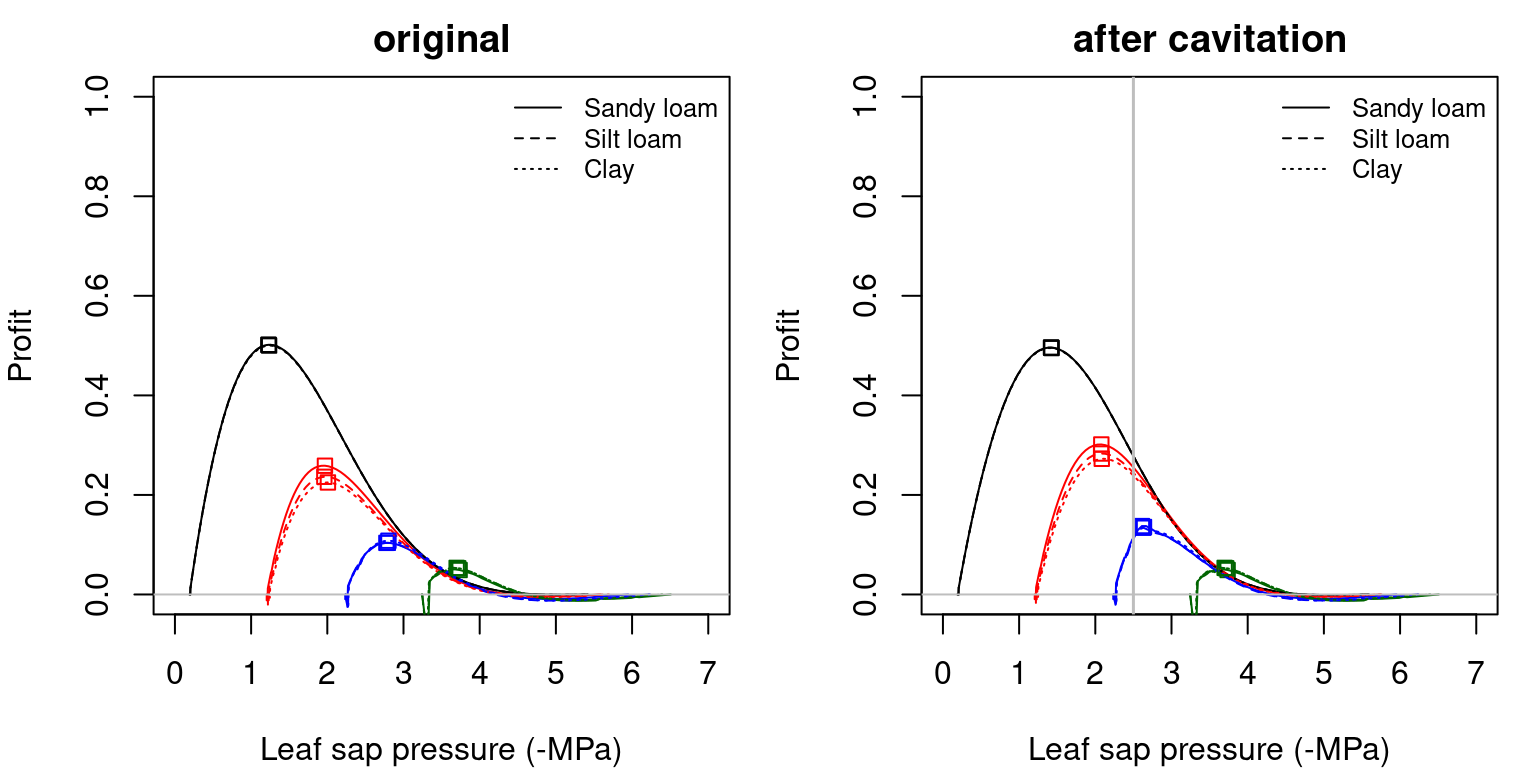 original
Profit
1.0
0.8
0.6
0.4
0.2
0.0
Sandy loam
Silt loam
Clay
0 1 2 3 4 5 6 7
Leaf sap pressure (-MPa)
after cavitation
Profit
1.0
0.8
0.6
0.4
0.2
0.0
Sandy loam
Silt loam
Clay
0 1 2 3 4 5 6 7
Leaf sap pressure (-MPa)